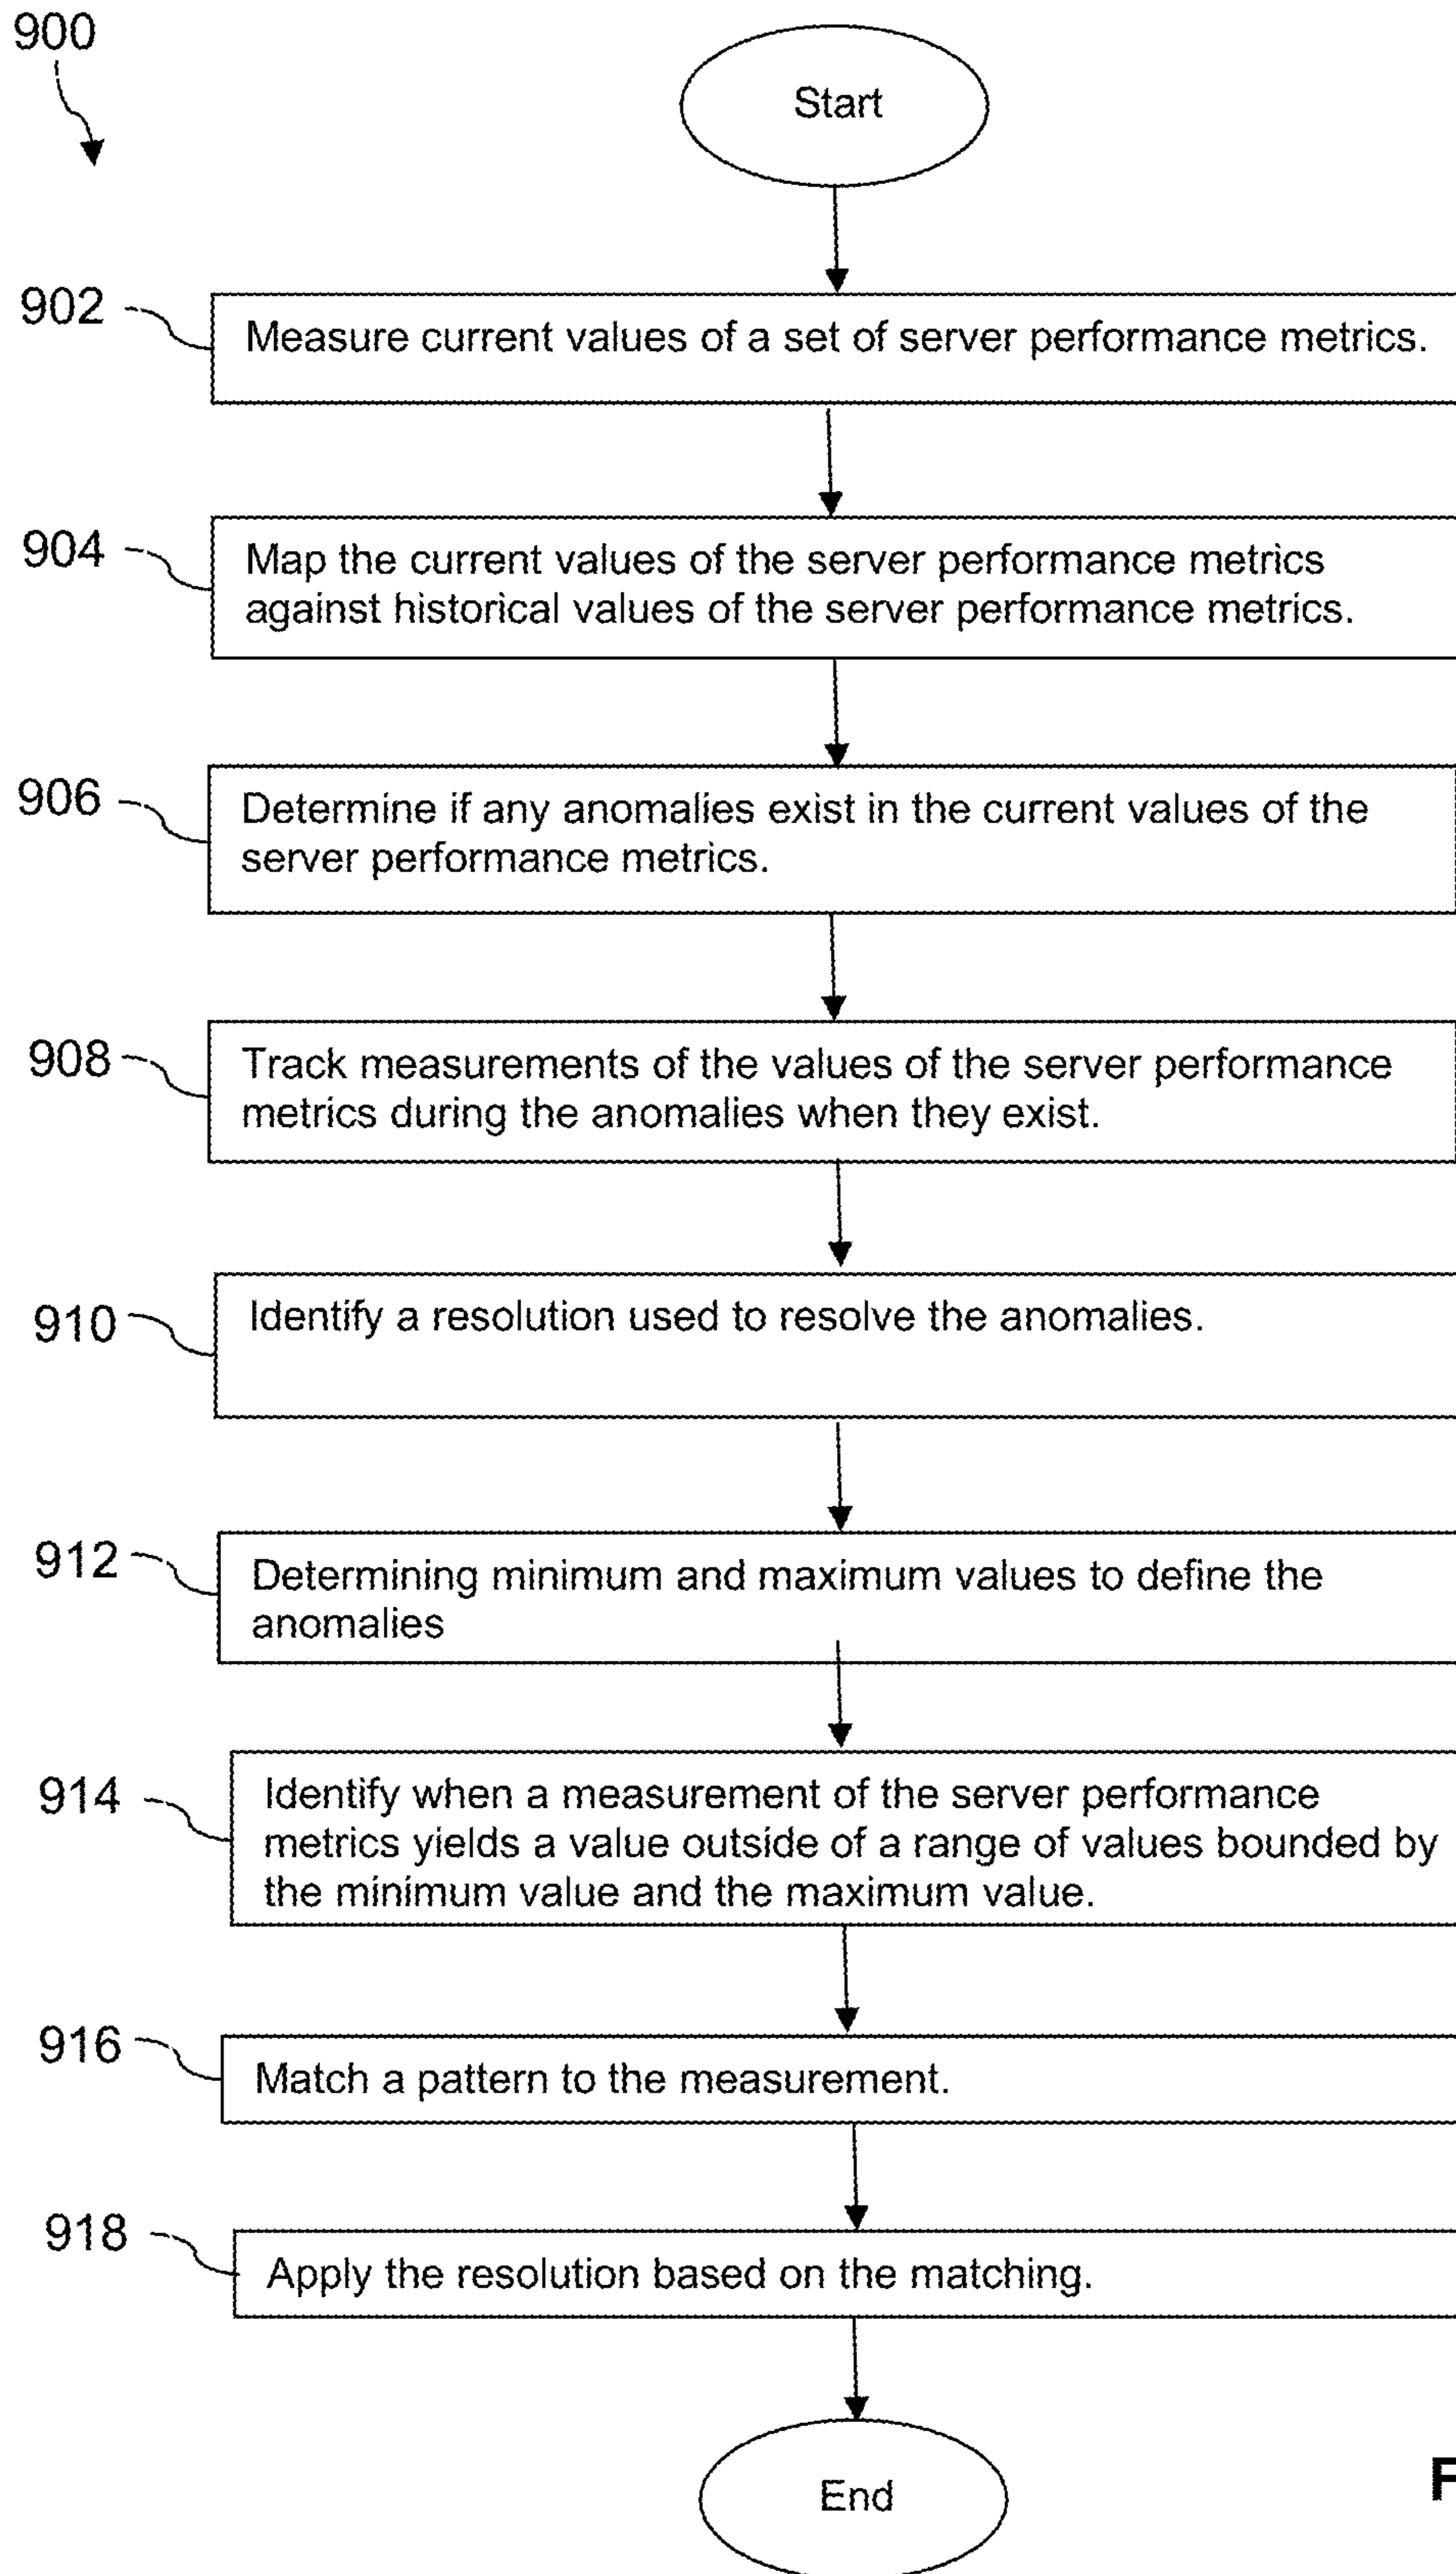 900
Start
902
Measure current values of a set of server performance metrics.
904
Map the current values of the server performance metrics
against historical values of the server performance metrics.
906
Determine if any anomalies exist in the current values of the
server performance metrics.
908
Track measurements of the values of the server performance
metrics during the anomalies when they exist.
910
Identify a resolution used to resolve the anomalies.
912
Determining minimum and maximum values to define the
anomalies
914
Identify when a measurement of the server performance
metrics yields a value outside of a range of values bounded by
the minimum value and the maximum value.
916
Match a pattern to the measurement.
918
Apply the resolution based on the matching.
End